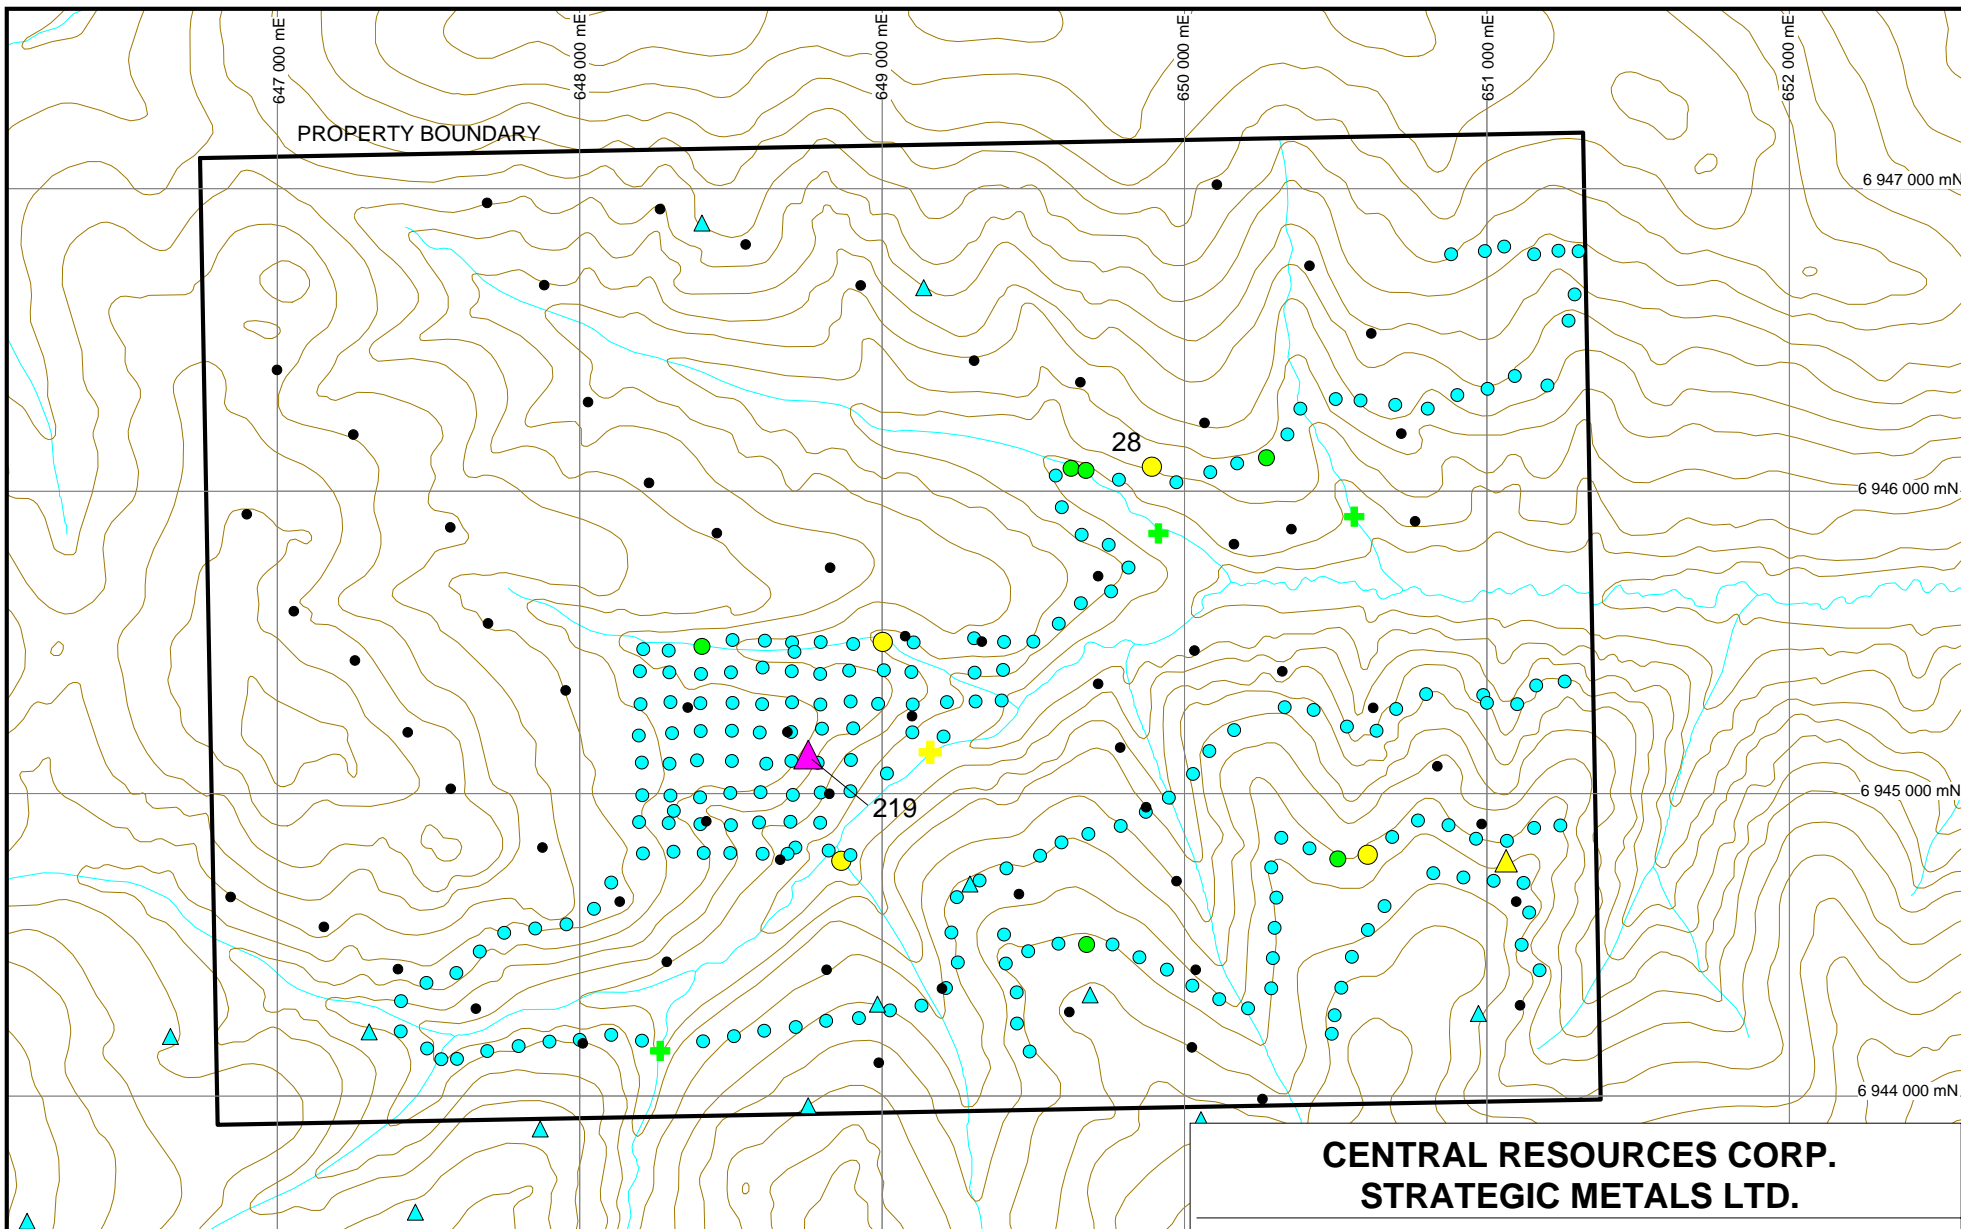 647 000 mE
648 000 mE
649 000 mE
650 000 mE
651 000 mE
652 000 mE
PROPERTY BOUNDARY
6 947 000 mN
28
6 946 000 mN
6 945 000 mN
219
6 944 000 mN
CENTRAL RESOURCES CORP.
STRATEGIC METALS LTD.